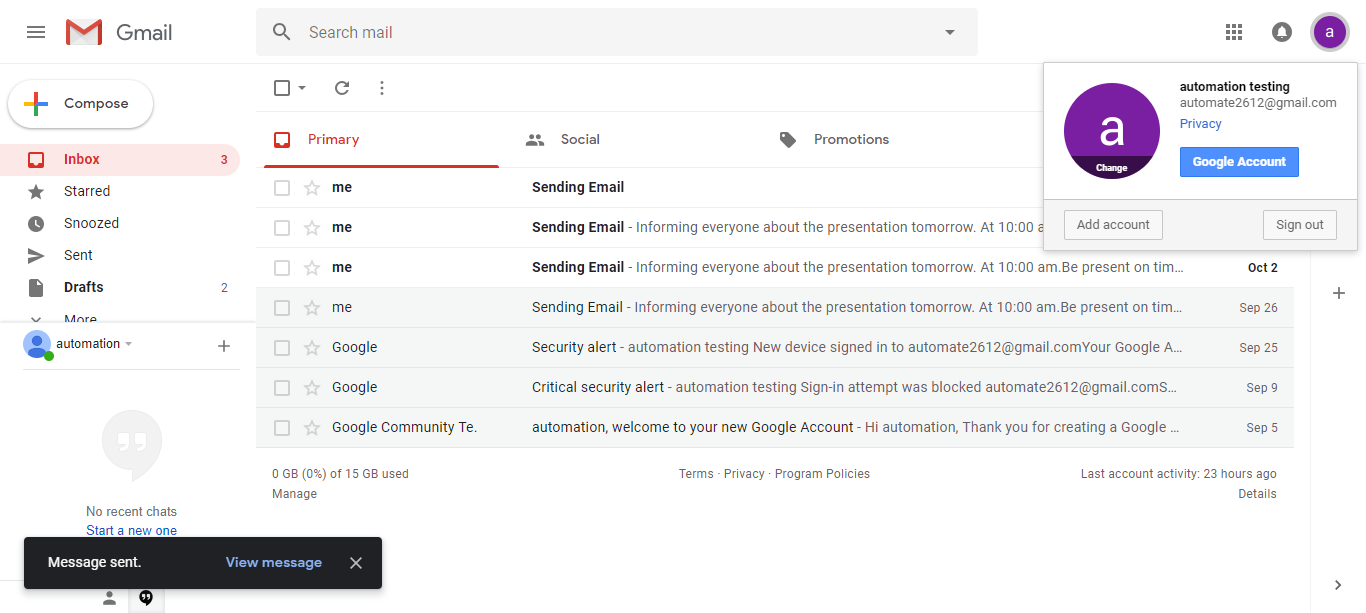 Gmail
Search mail
a
Compose
Inbox 3
Starred
Snoozed
Sent
Drafts 2
More
automation
No recent chats
Start a new one
Primary
Social
Promotions
me Sending Email
me Sending Email - Informing everyone about the presentation tomorrow. At 10:00 a
me Sending Email - Informing everyone about the presentation tomorrow. At 10:00 am.Be present on tim… Oct 2
me Sending Email - Informing everyone about the presentation tomorrow. At 10:00 am.Be present on tim… Sep 26
Google Security alert - automation testing New device signed in to automate2612@gmail.comYour Google A… Sep 25
Google Critical security alert - automation testing Sign-in attempt was blocked automate2612@gmail.comS… Sep 9
Google Community Te. automation, welcome to your new Google Account - Hi automation, Thank you for creating a Google … Sep 5
0 GB (0%) of 15 GB used
Manage
Terms · Privacy · Program Policies
Last account activity: 23 hours ago
Details
a
Change
automation testing
automate2612@gmail.com
Privacy
Google Account
Add account
Sign out
Message sent. View message